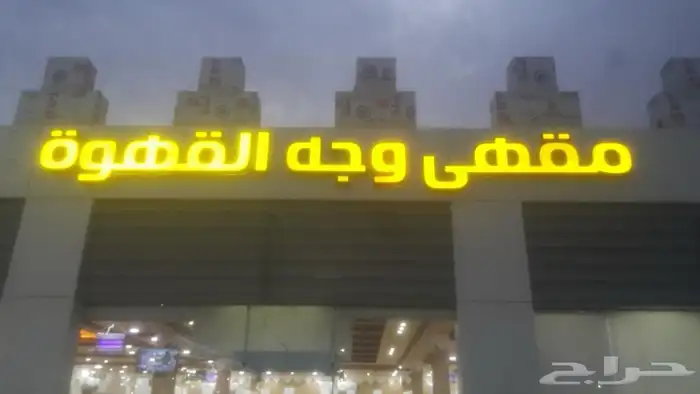 مقهى وجه القهوة
حراج